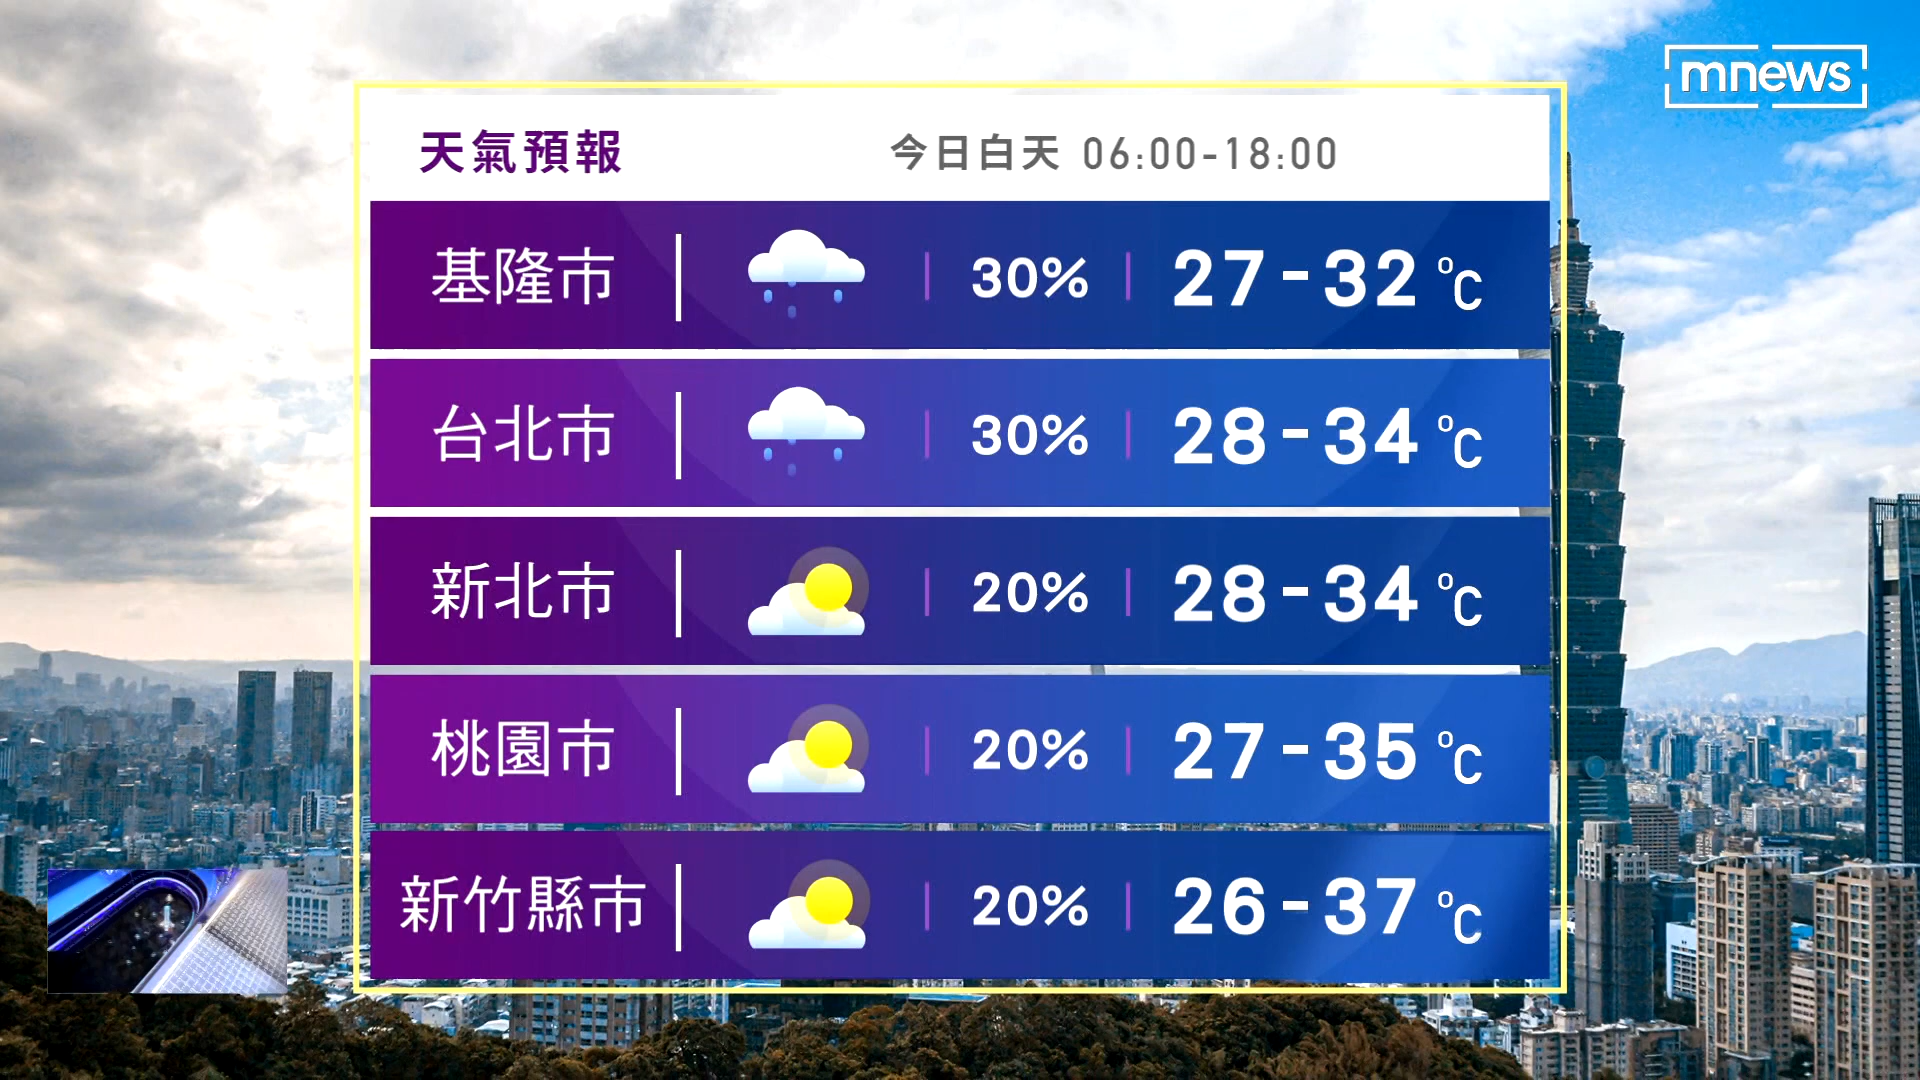 mnews
天氣預報 今日白天 06:00-18:00
基隆市 30% 27-32 °C
台北市 30% 28-34 °C
新北市 20% 28-34 °C
桃園市 20% 27-35 °C
新竹縣市 20% 26-37 °C